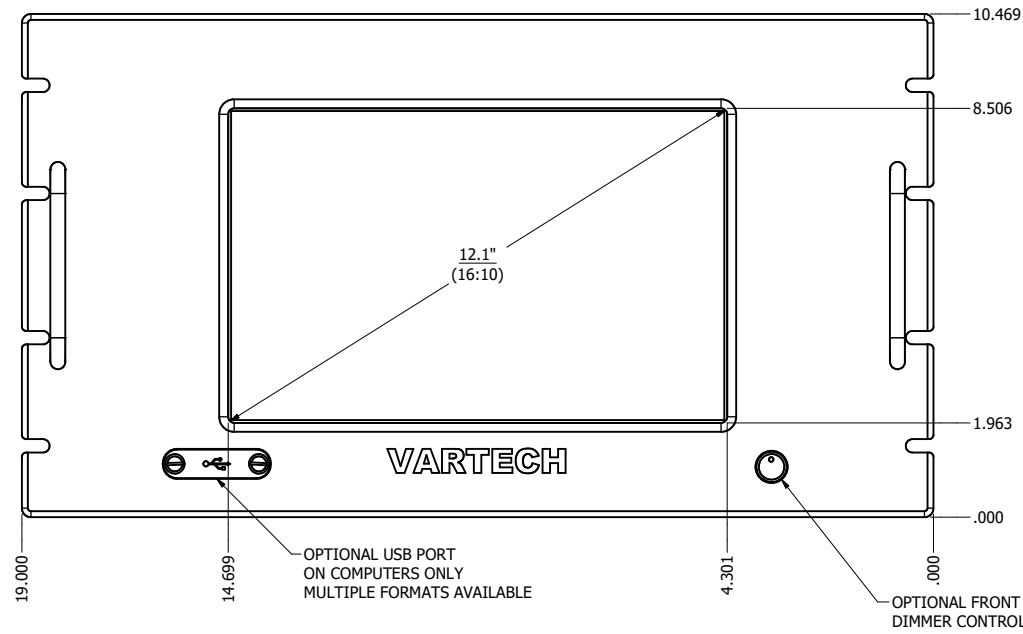 10.469
8.506
12.1"
(16:10)
1.963
VARTECH
.000
19.000
14.699
4.301
.000
OPTIONAL USB PORT
ON COMPUTERS ONLY
MULTIPLE FORMATS AVAILABLE
OPTIONAL FRONT
DIMMER CONTROL